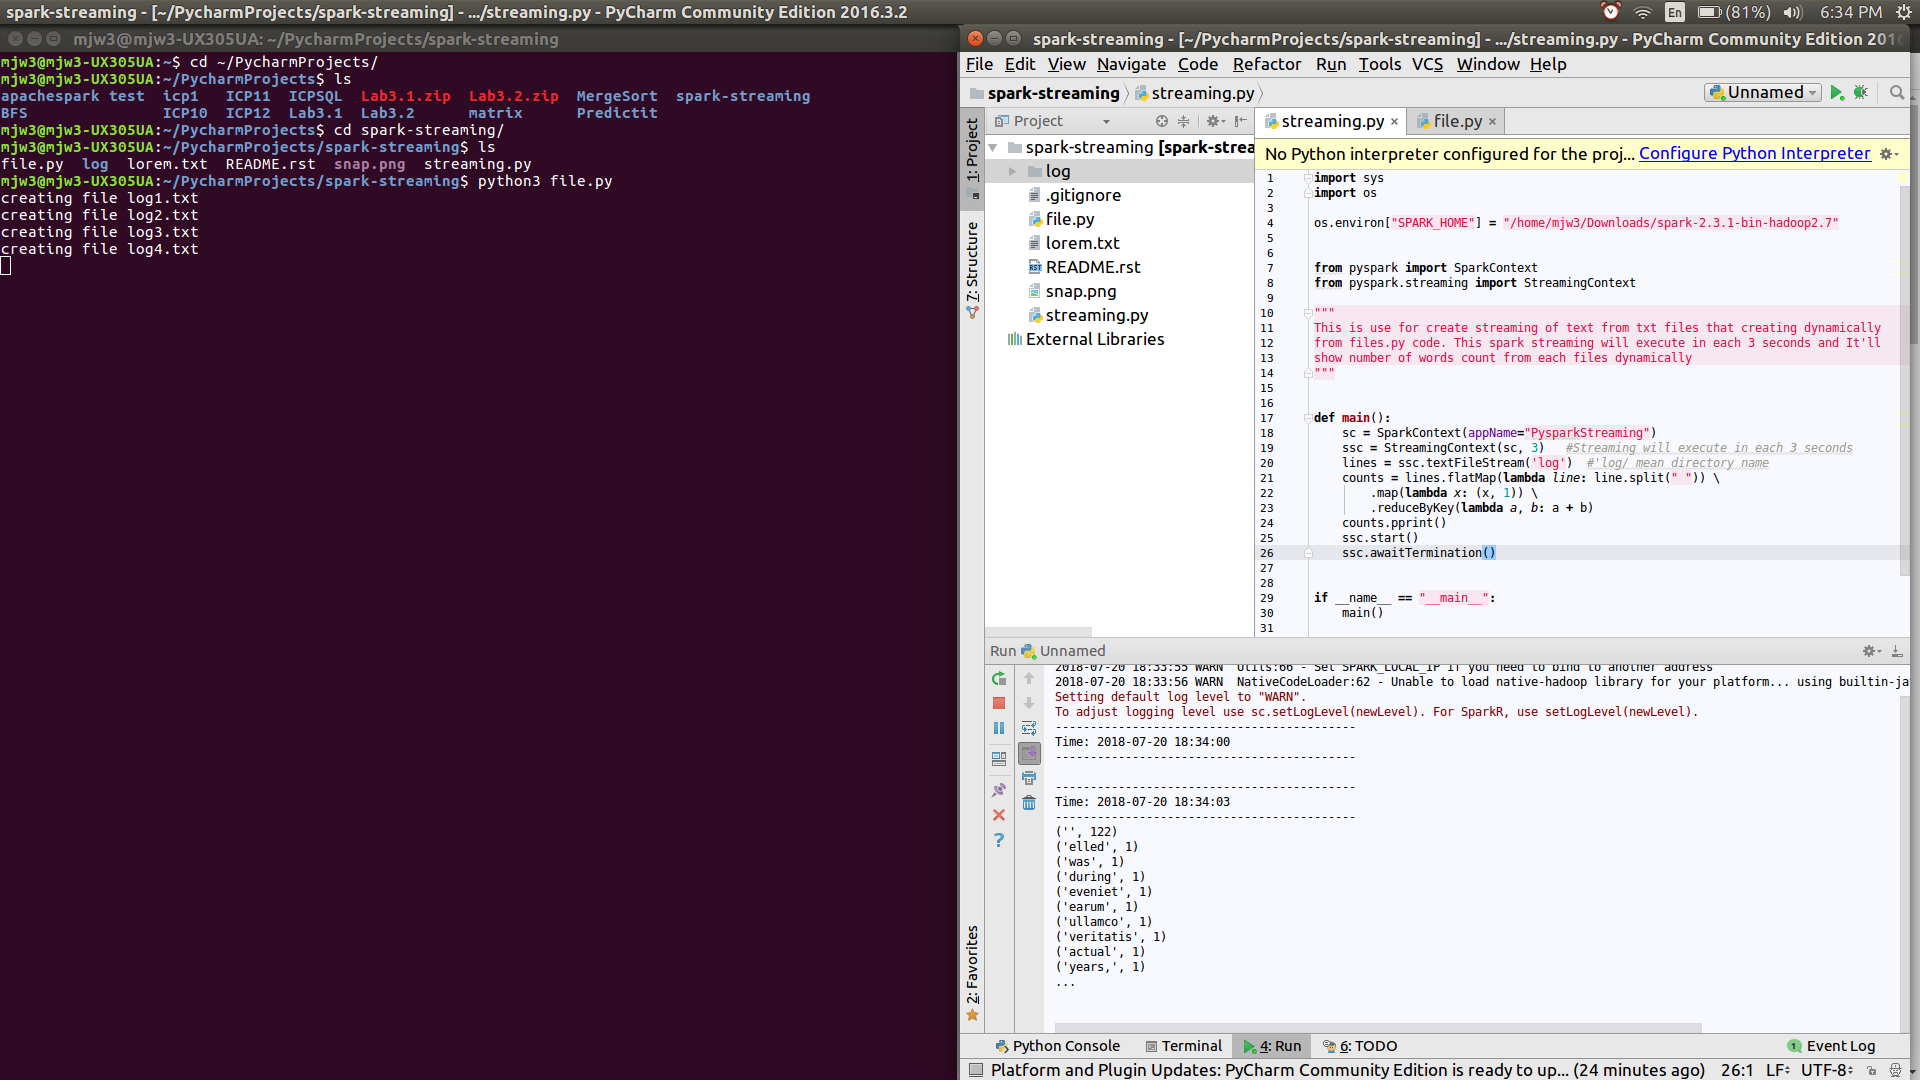 spark-streaming - [~/PycharmProjects/spark-streaming] - .../streaming.py - PyCharm Community Edition 2016.3.2
En (81%) 6:34 PM
mjw3@mjw3-UX305UA: ~/PycharmProjects/spark-streaming
mjw3@mjw3-UX305UA:~$ cd ~/PycharmProjects/
mjw3@mjw3-UX305UA:~/PycharmProjects$ ls
apachespark test  icp1   ICP11  ICPSQL  Lab3.1.zip  Lab3.2.zip  MergeSort  spark-streaming
BFS               ICP10  ICP12  Lab3.1  Lab3.2      matrix      Predictit
mjw3@mjw3-UX305UA:~/PycharmProjects$ cd spark-streaming/
mjw3@mjw3-UX305UA:~/PycharmProjects/spark-streaming$ ls
file.py  log  lorem.txt  README.rst  snap.png  streaming.py
mjw3@mjw3-UX305UA:~/PycharmProjects/spark-streaming$ python3 file.py
creating file log1.txt
creating file log2.txt
creating file log3.txt
creating file log4.txt
spark-streaming - [~/PycharmProjects/spark-streaming] - .../streaming.py - PyCharm Community Edition 2016
File Edit View Navigate Code Refactor Run Tools VCS Window Help
spark-streaming streaming.py Unnamed
1: Project
7: Structure
2: Favorites
Project
spark-streaming [spark-strea
log
.gitignore
file.py
lorem.txt
README.rst
snap.png
streaming.py
External Libraries
streaming.py × file.py ×
No Python interpreter configured for the proj... Configure Python Interpreter
1 import sys
2 import os
3
4 os.environ["SPARK_HOME"] = "/home/mjw3/Downloads/spark-2.3.1-bin-hadoop2.7"
5
6
7 from pyspark import SparkContext
8 from pyspark.streaming import StreamingContext
9
10 """
11 This is use for create streaming of text from txt files that creating dynamically
12 from files.py code. This spark streaming will execute in each 3 seconds and It'll
13 show number of words count from each files dynamically
14 """
15
16
17 def main():
18     sc = SparkContext(appName="PysparkStreaming")
19     ssc = StreamingContext(sc, 3)   #Streaming will execute in each 3 seconds
20     lines = ssc.textFileStream('log')  #'log/ mean directory name
21     counts = lines.flatMap(lambda line: line.split(" ")) \
22         .map(lambda x: (x, 1)) \
23         .reduceByKey(lambda a, b: a + b)
24     counts.pprint()
25     ssc.start()
26     ssc.awaitTermination()
27
28
29 if __name__ == "__main__":
30     main()
31
Run Unnamed
2018-07-20 18:33:55 WARN  Utils:66 - Set SPARK_LOCAL_IP if you need to bind to another address
2018-07-20 18:33:56 WARN  NativeCodeLoader:62 - Unable to load native-hadoop library for your platform... using builtin-ja
Setting default log level to "WARN".
To adjust logging level use sc.setLogLevel(newLevel). For SparkR, use setLogLevel(newLevel).
-------------------------------------------
Time: 2018-07-20 18:34:00
-------------------------------------------
-------------------------------------------
Time: 2018-07-20 18:34:03
-------------------------------------------
('', 122)
('elled', 1)
('was', 1)
('during', 1)
('eveniet', 1)
('earum', 1)
('ullamco', 1)
('veritatis', 1)
('actual', 1)
('years,', 1)
...
Python Console Terminal 4: Run 6: TODO 1 Event Log
Platform and Plugin Updates: PyCharm Community Edition is ready to up... (24 minutes ago) 26:1 LF UTF-8